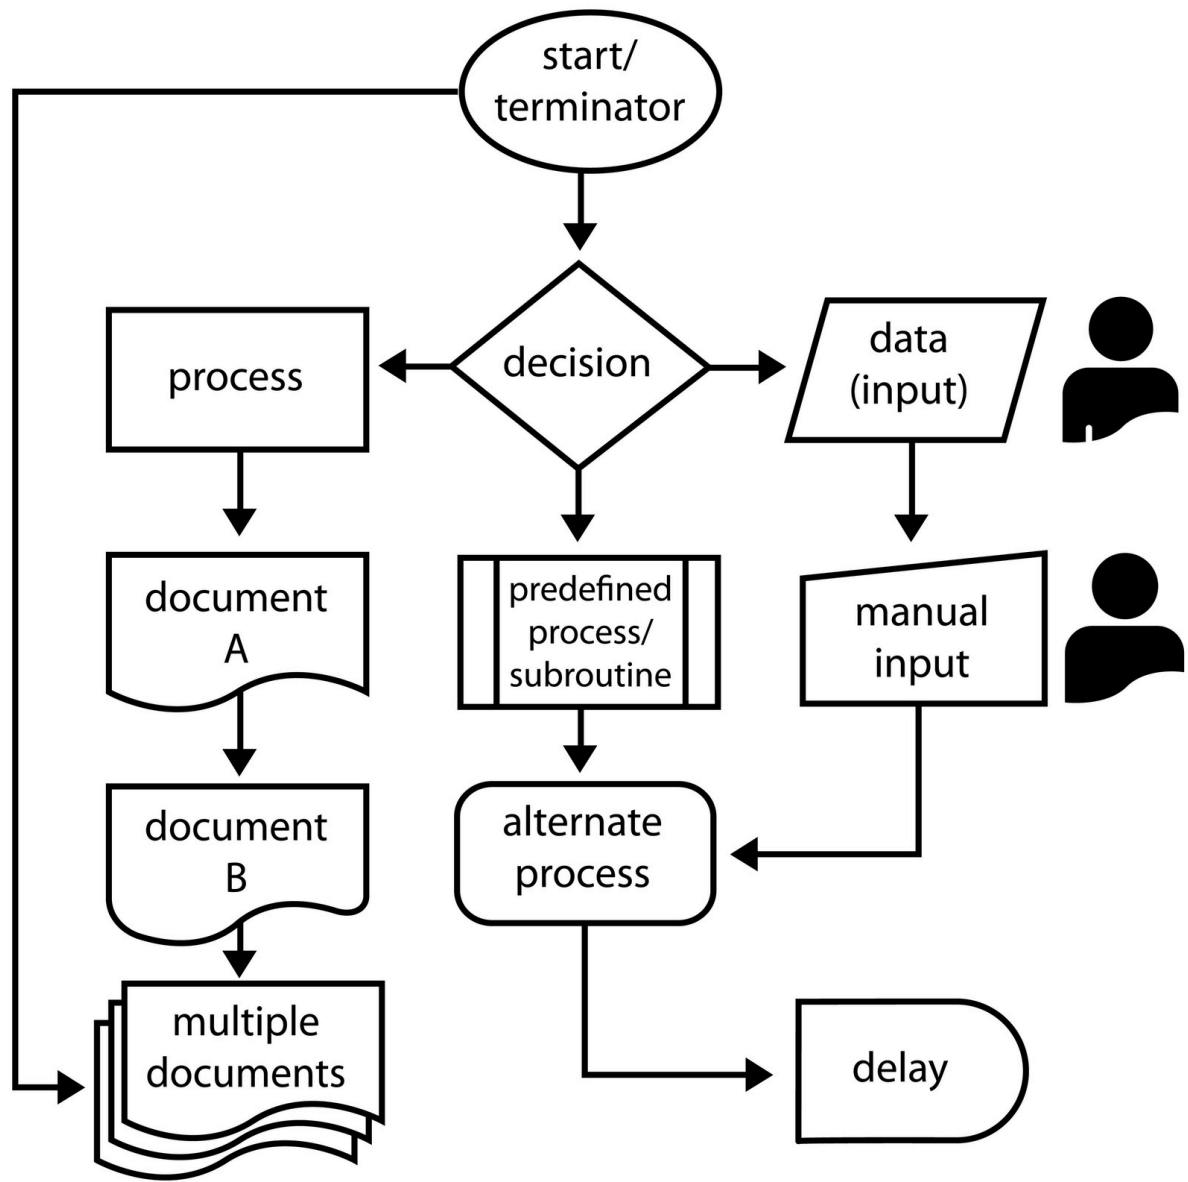 start/
terminator
process
decision
data
(input)
document
A
predefined
process/
subroutine
manual
input
document
B
alternate
process
multiple
documents
delay